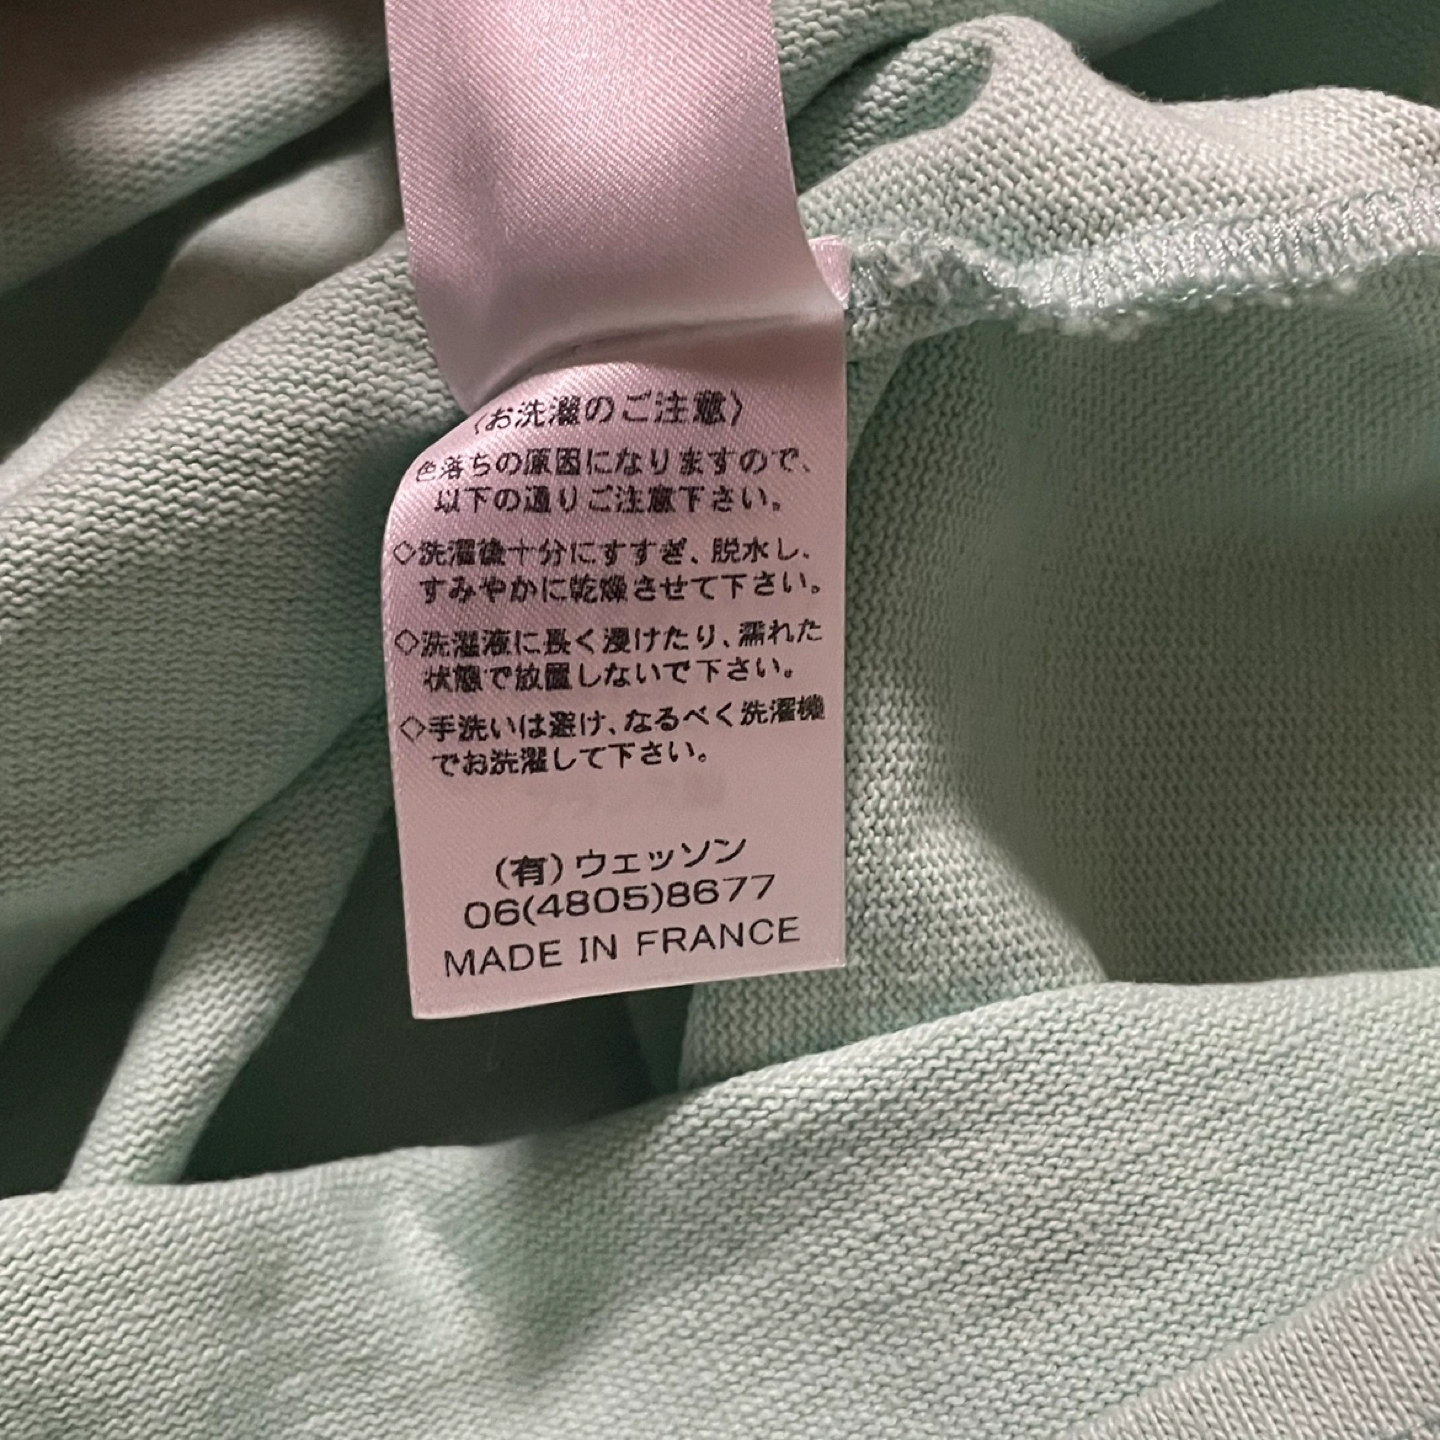 〈お洗濯のご注意〉
色落ちの原因になりますので、
以下の通りご注意下さい。
◇洗濯後十分にすすぎ、脱水し、
すみやかに乾燥させて下さい。
◇洗濯液に長く浸けたり、濡れた
状態で放置しないで下さい。
◇手洗いは避け、なるべく洗濯機
でお洗濯して下さい。
(有)ウェッソン
06(4805)8677
MADE IN FRANCE